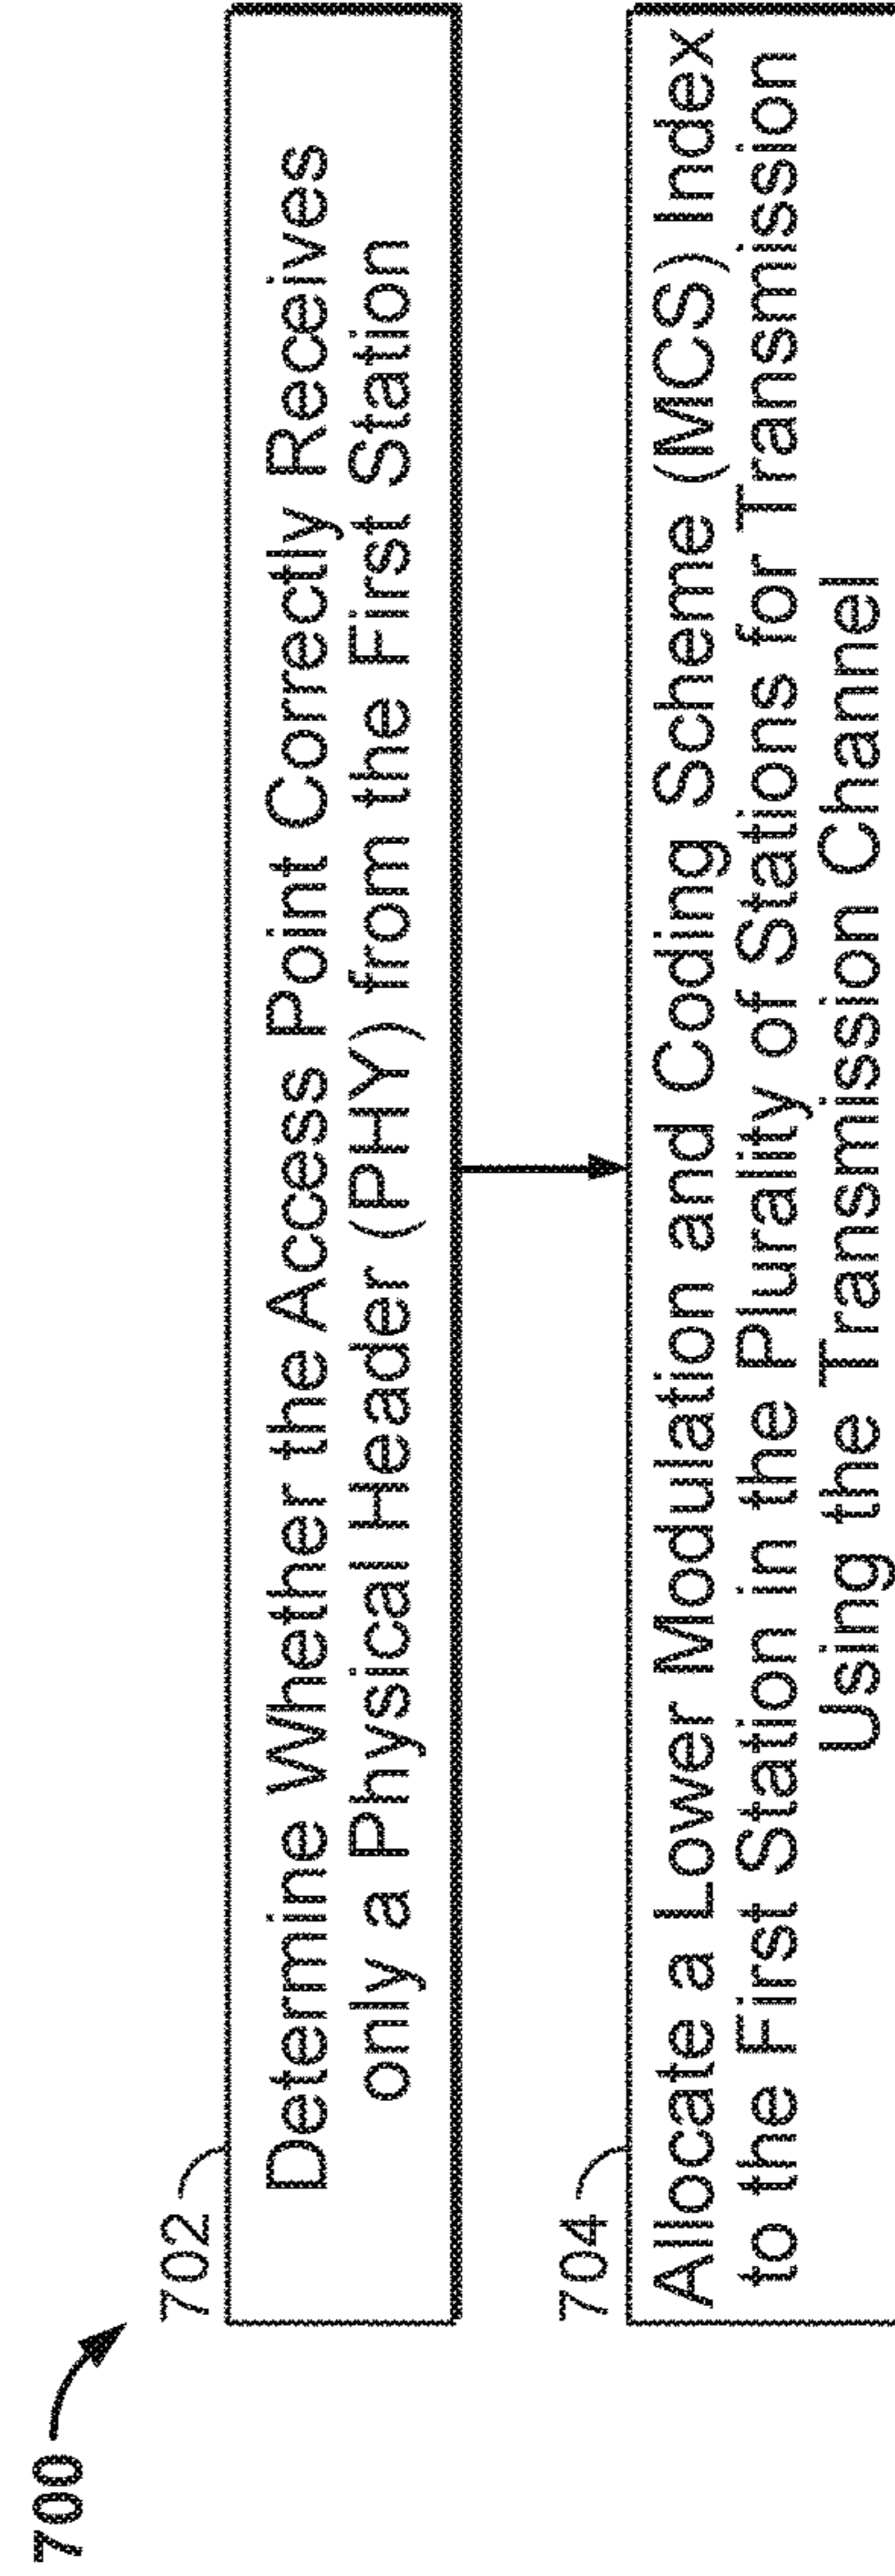 700
702
Determine Whether the Access Point Correctly Receives
only a Physical Header (PHY) from the First Station
704
Allocate a Lower Modulation and Coding Scheme (MCS) Index
to the First Station in the Plurality of Stations for Transmission
Using the Transmission Channel